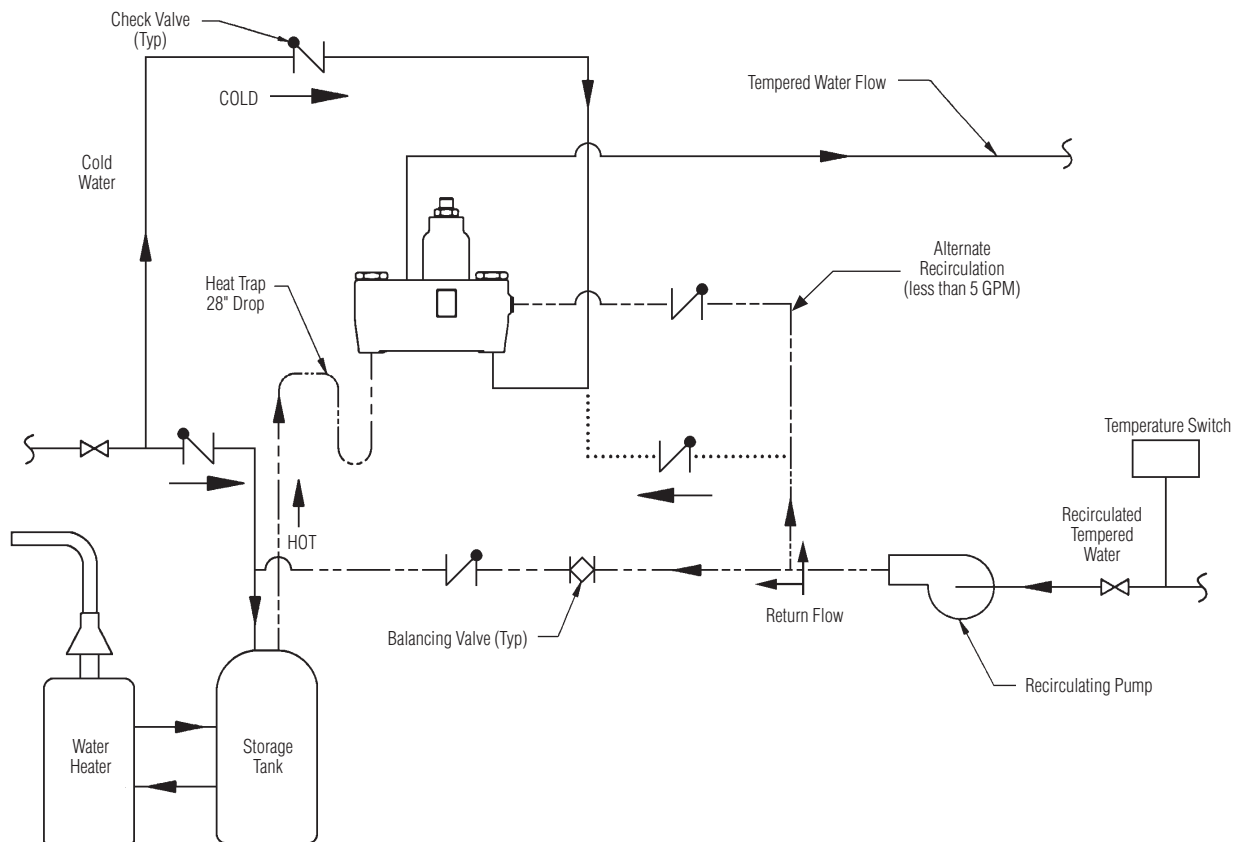 Check Valve
(Typ)
COLD
Tempered Water Flow
Cold
Water
Heat Trap
28" Drop
Alternate
Recirculation
(less than 5 GPM)
Temperature Switch
HOT
Recirculated
Tempered
Water
Balancing Valve (Typ)
Return Flow
Recirculating Pump
Water
Heater
Storage
Tank